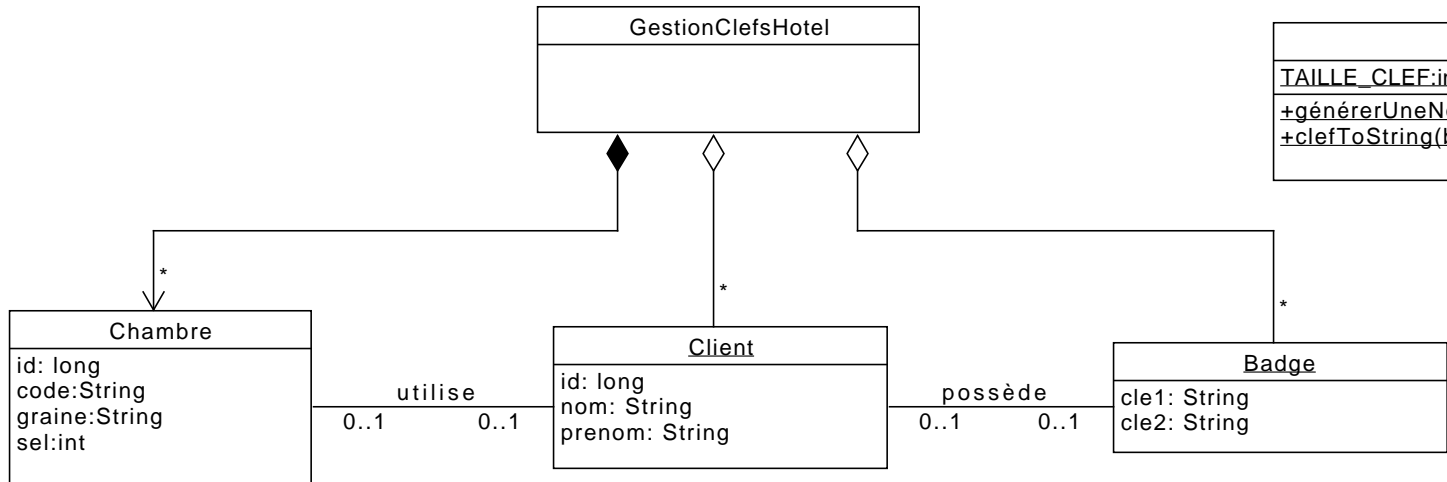 GestionClefsHotel
TAILLE_CLEF:
+clefToString(
*
*
*
Chambre
id: long
code:String
graine:String
sel:int
utilise
0..1
0..1
Client
id: long
nom: String
prenom: String
possède
0..1
0..1
Badge
cle1: String
cle2: String